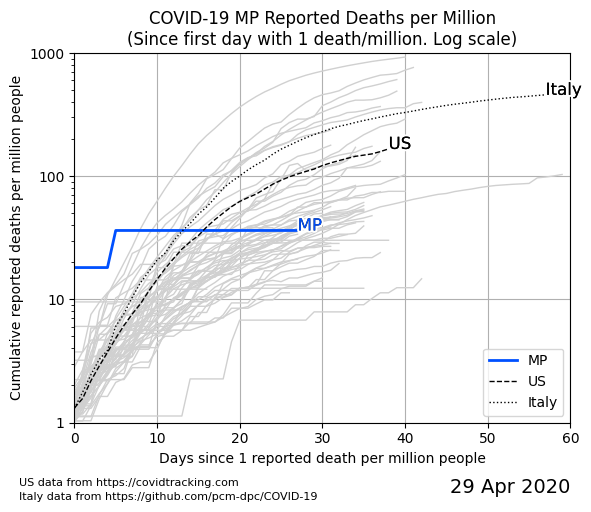 COVID-19 MP Reported Deaths per Million
(Since first day with 1 death/million. Log scale)
Cumulative reported deaths per million people
1000
100
10
1
Italy
US
MP
MP
US
Italy
0 10 20 30 40 50 60
Days since 1 reported death per million people
US data from https://covidtracking.com
Italy data from https://github.com/pcm-dpc/COVID-19
29 Apr 2020